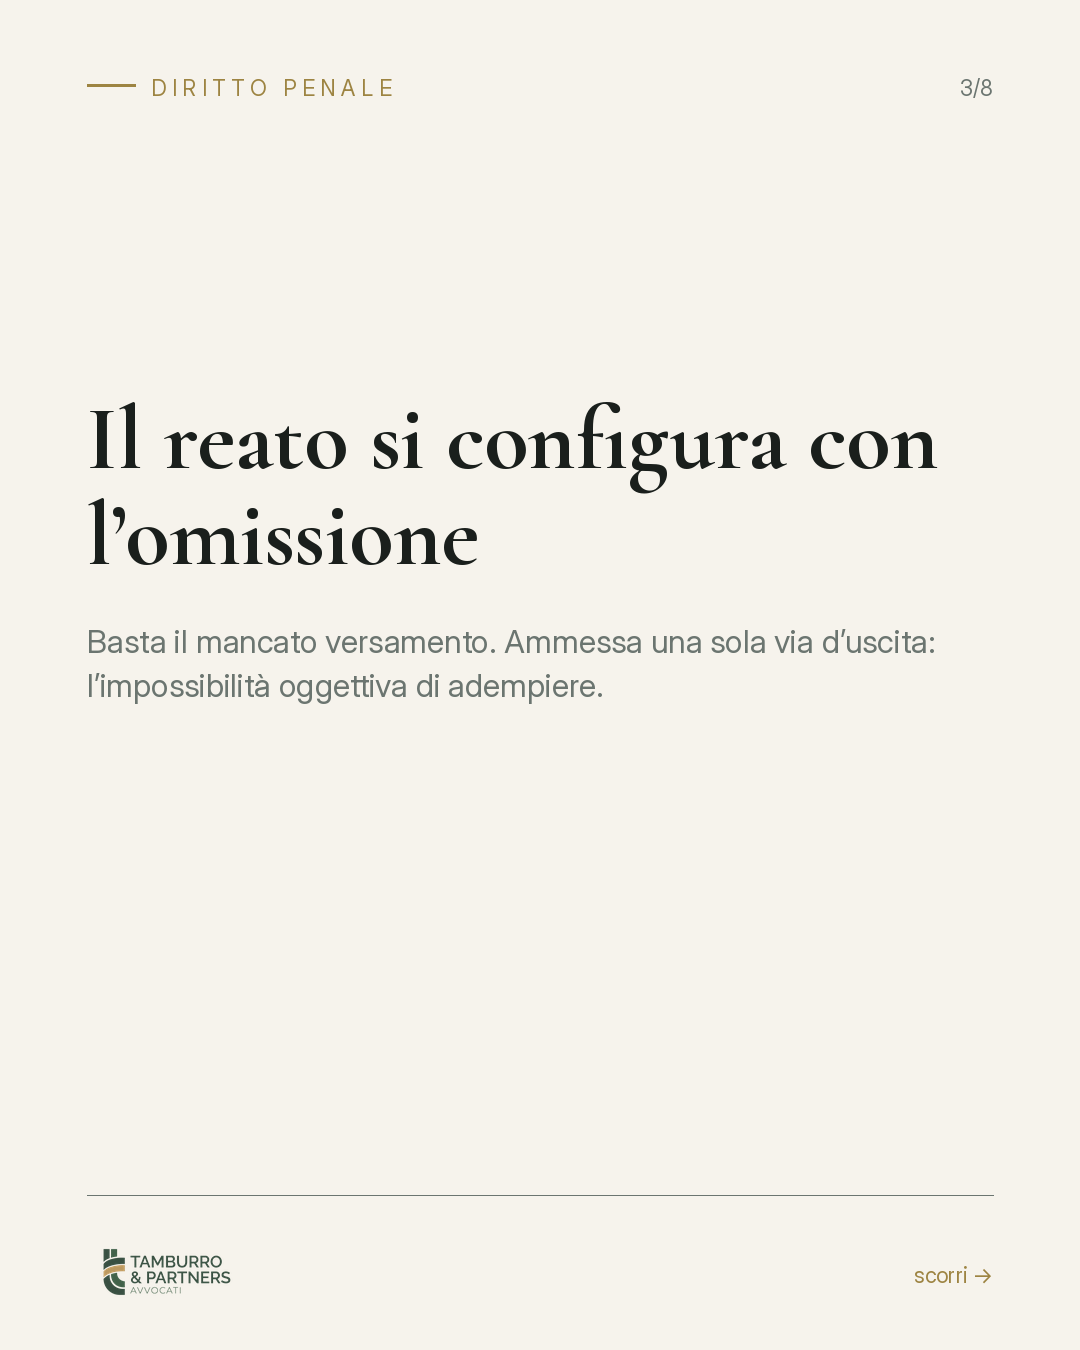 DIRITTO PENALE
3/8
Il reato si configura con
l’omissione
Basta il mancato versamento. Ammessa una sola via d’uscita:
l’impossibilità oggettiva di adempiere.
TAMBURRO
& PARTNERS
AVVOCATI
scorri →